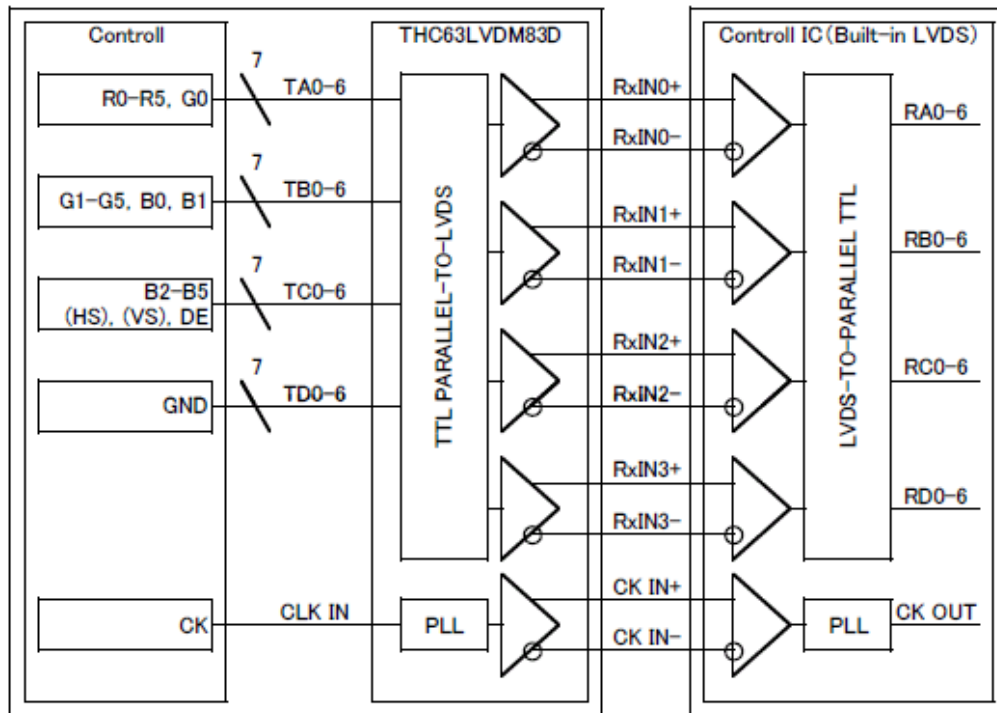 Controll
THC63LVDM83D
Controll IC(Built-in LVDS)
R0-R5, G0
7
TA0-6
RxIN0+
RxIN0-
RA0-6
G1-G5, B0, B1
7
TB0-6
RxIN1+
RxIN1-
RB0-6
B2-B5
(HS), (VS), DE
7
TC0-6
RxIN2+
RxIN2-
RC0-6
GND
7
TD0-6
RxIN3+
RxIN3-
RD0-6
TTL PARALLEL-TO-LVDS
LVDS-TO-PARALLEL TTL
CK
CLK IN
PLL
CK IN+
CK IN-
PLL
CK OUT